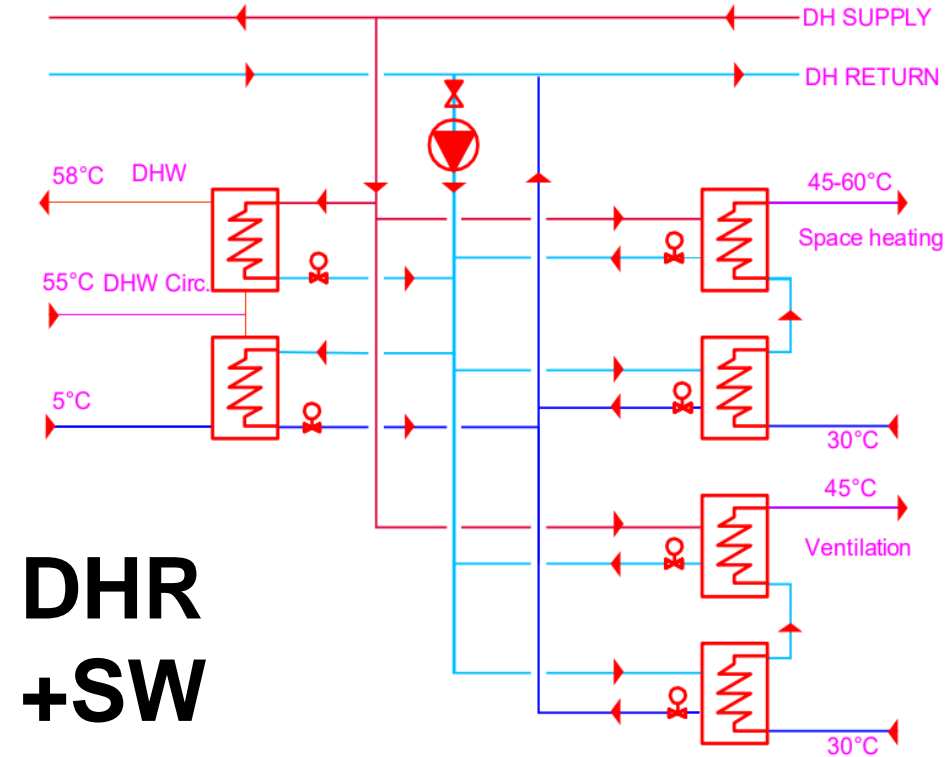 DH SUPPLY
DH RETURN
58°C DHW
45-60°C
Space heating
55°C DHW Circ.
5°C
30°C
45°C
Ventilation
DHR
+SW
30°C